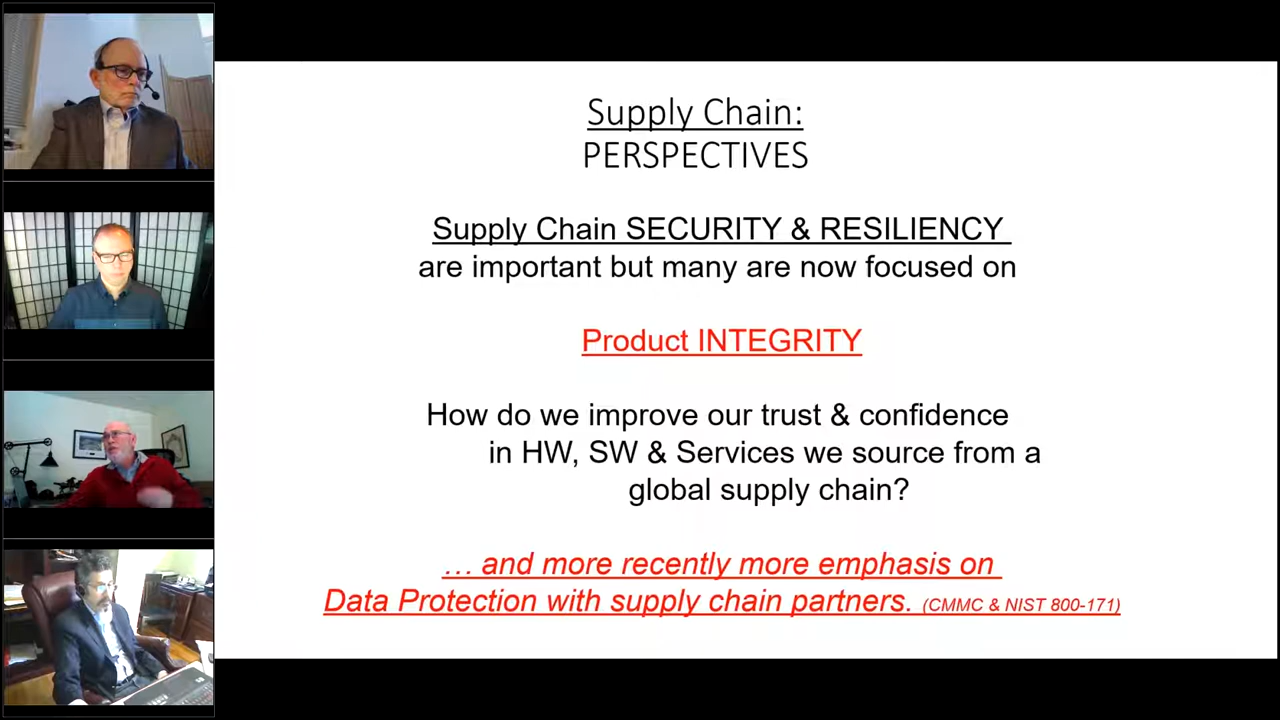 Supply Chain:
PERSPECTIVES
Supply Chain SECURITY & RESILIENCY
are important but many are now focused on
Product INTEGRITY
How do we improve our trust & confidence
in HW, SW & Services we source from a
global supply chain?
… and more recently more emphasis on
Data Protection with supply chain partners. (CMMC & NIST 800-171)